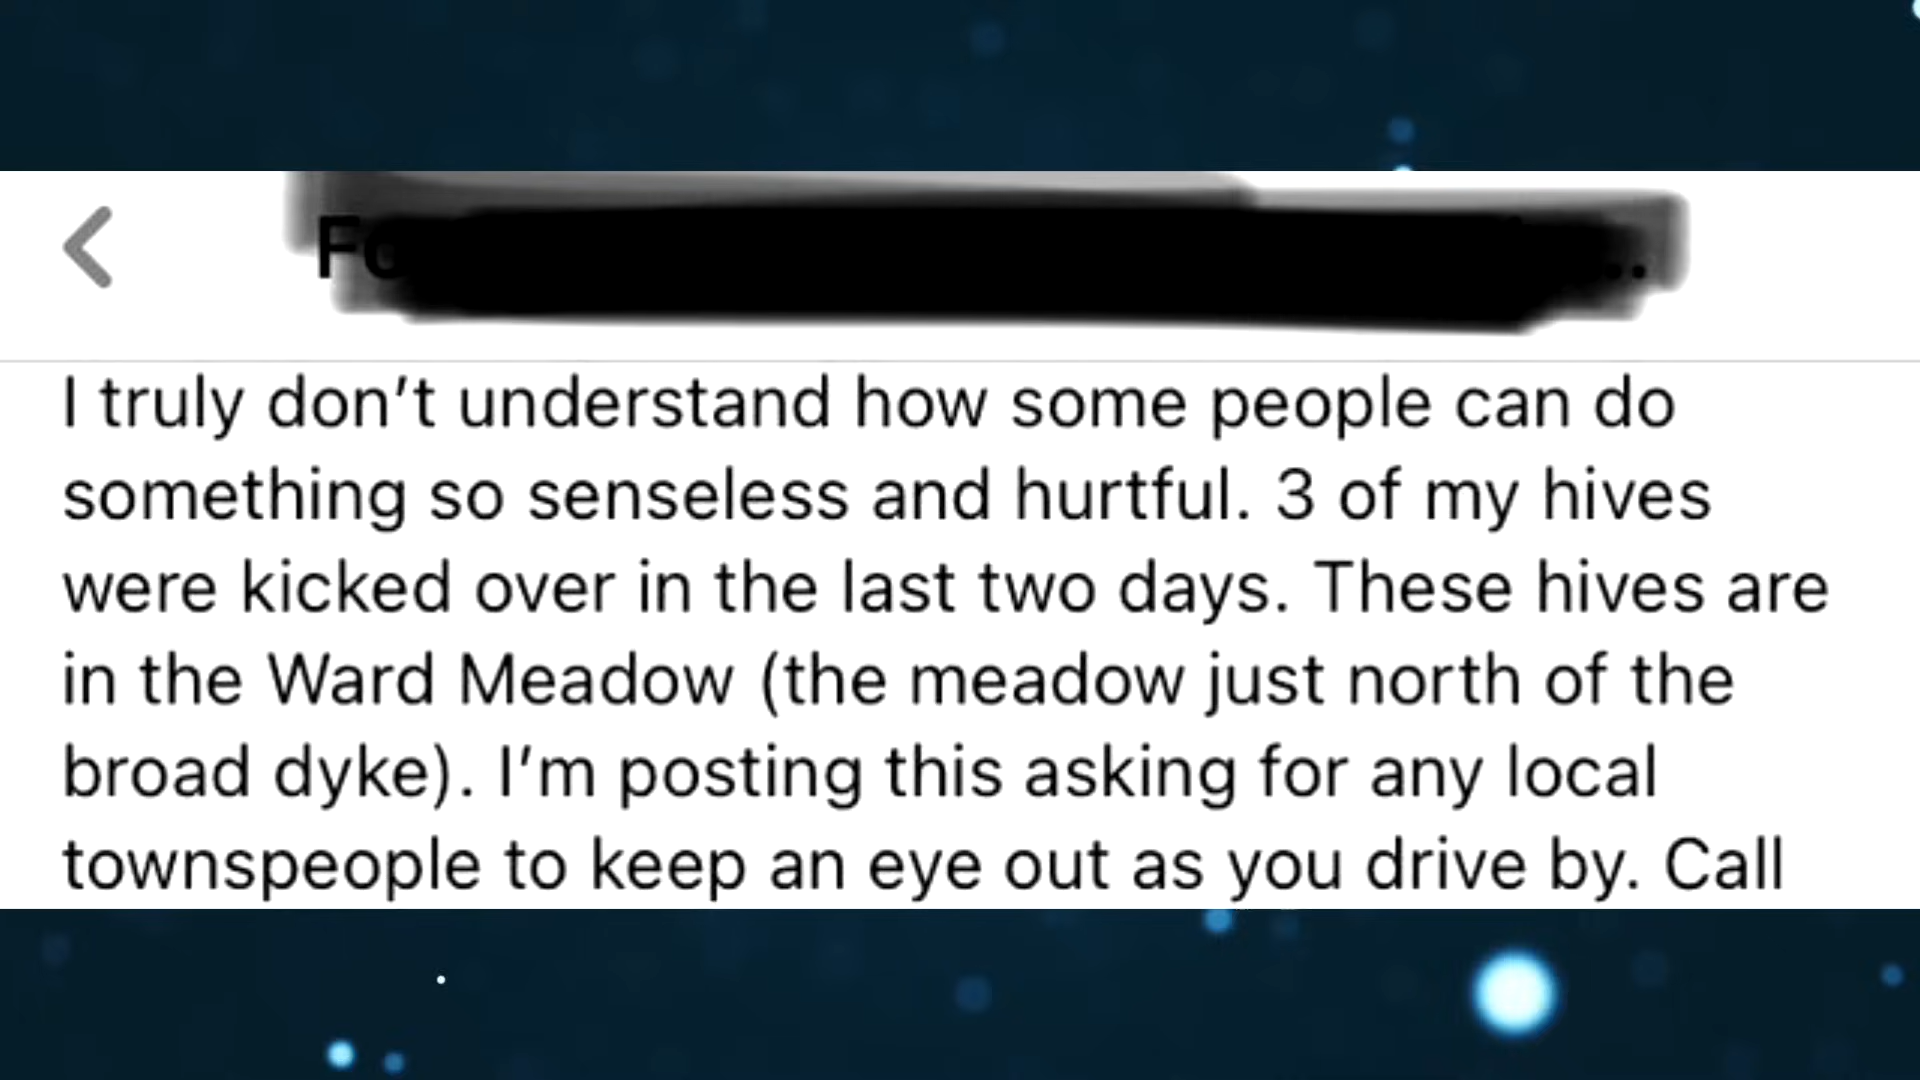 I truly don’t understand how some people can do
something so senseless and hurtful. 3 of my hives
were kicked over in the last two days. These hives are
in the Ward Meadow (the meadow just north of the
broad dyke). I’m posting this asking for any local
townspeople to keep an eye out as you drive by. Call